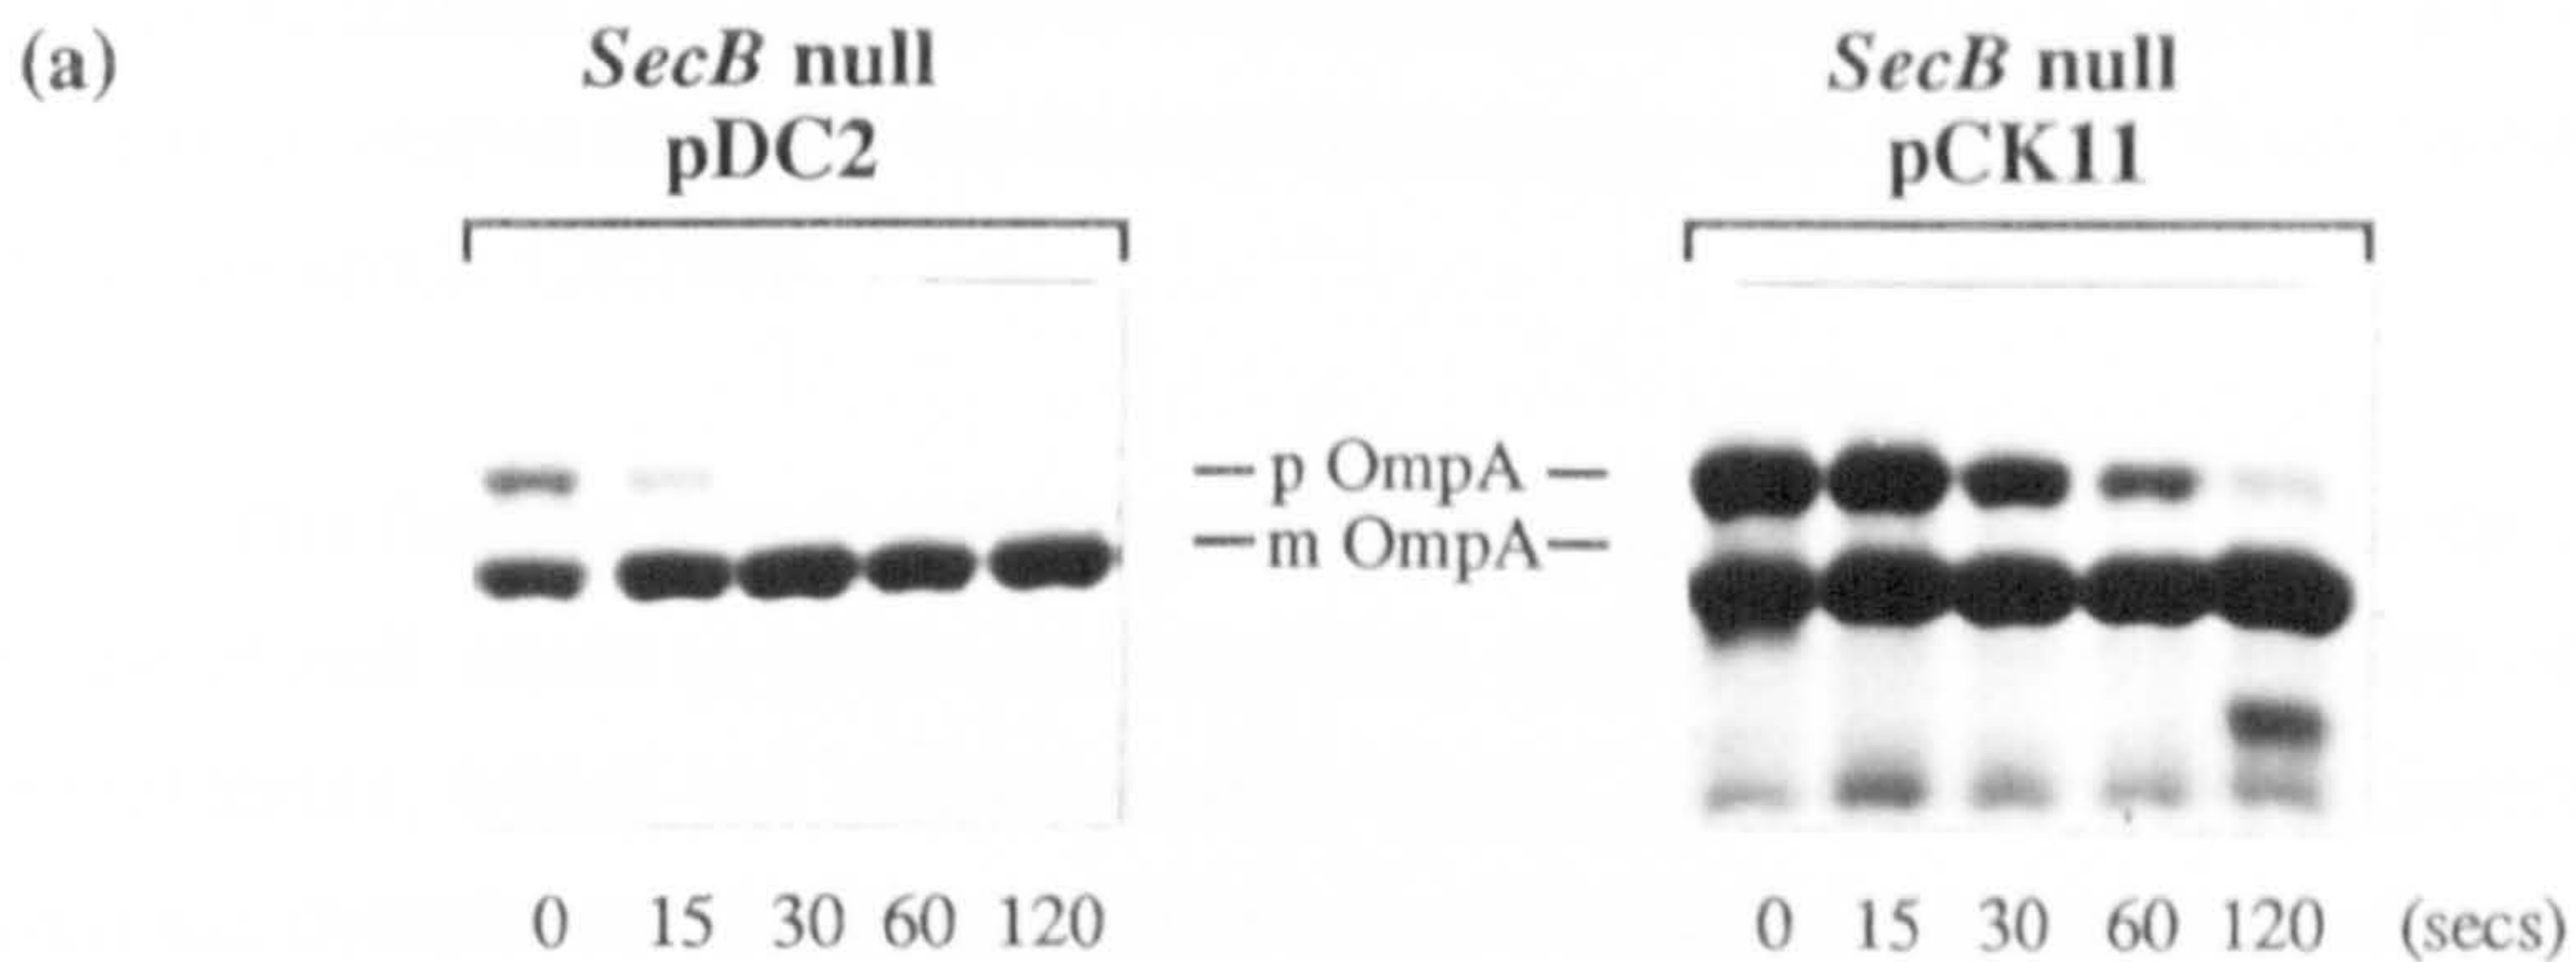 (a)
SecB null
pDC2
SecB null
pCK11
— p OmpA —
— m OmpA —
0 15 30 60 120
0 15 30 60 120 (secs)